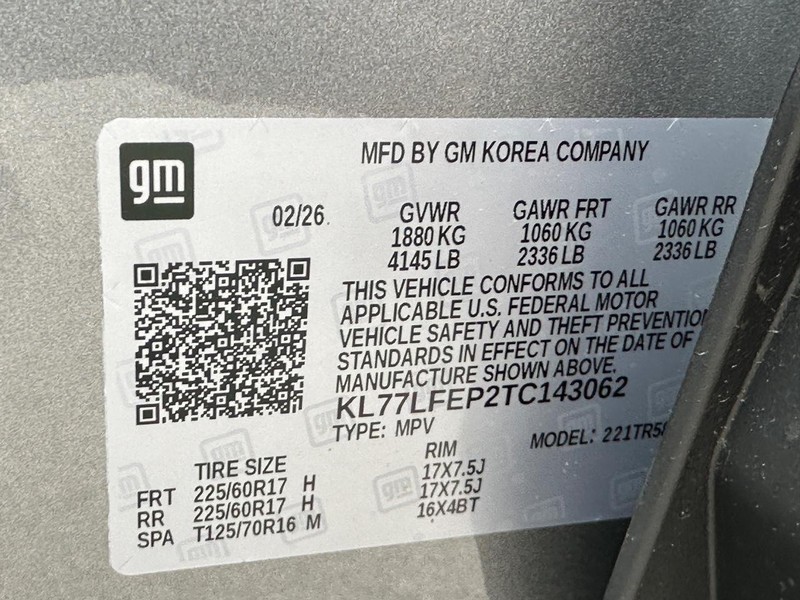 gm
MFD BY GM KOREA COMPANY
02/26
GVWR GAWR FRT GAWR RR
1880 KG 1060 KG 1060 KG
4145 LB 2336 LB 2336 LB
THIS VEHICLE CONFORMS TO ALL
APPLICABLE U.S. FEDERAL MOTOR
VEHICLE SAFETY AND THEFT PREVENTION
STANDARDS IN EFFECT ON THE DATE OF
MANUFACTURE SHOWN ABOVE.
KL77LFEP2TC143062
TYPE: MPV MODEL: 221TR58
TIRE SIZE RIM
FRT 225/60R17 H 17X7.5J
RR 225/60R17 H 17X7.5J
SPA T125/70R16 M 16X4BT